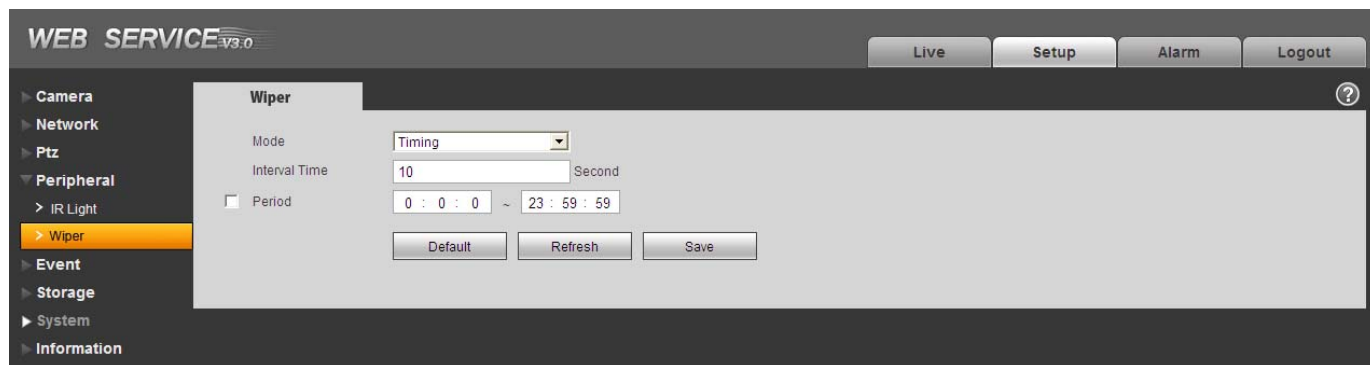 WEB SERVICE V3.0
Live Setup Alarm Logout
Camera
Network
Ptz
Peripheral
> IR Light
> Wiper
Event
Storage
System
Information
Wiper
?
Mode Timing
Interval Time 10 Second
Period 0 : 0 : 0 ~ 23 : 59 : 59
Default Refresh Save